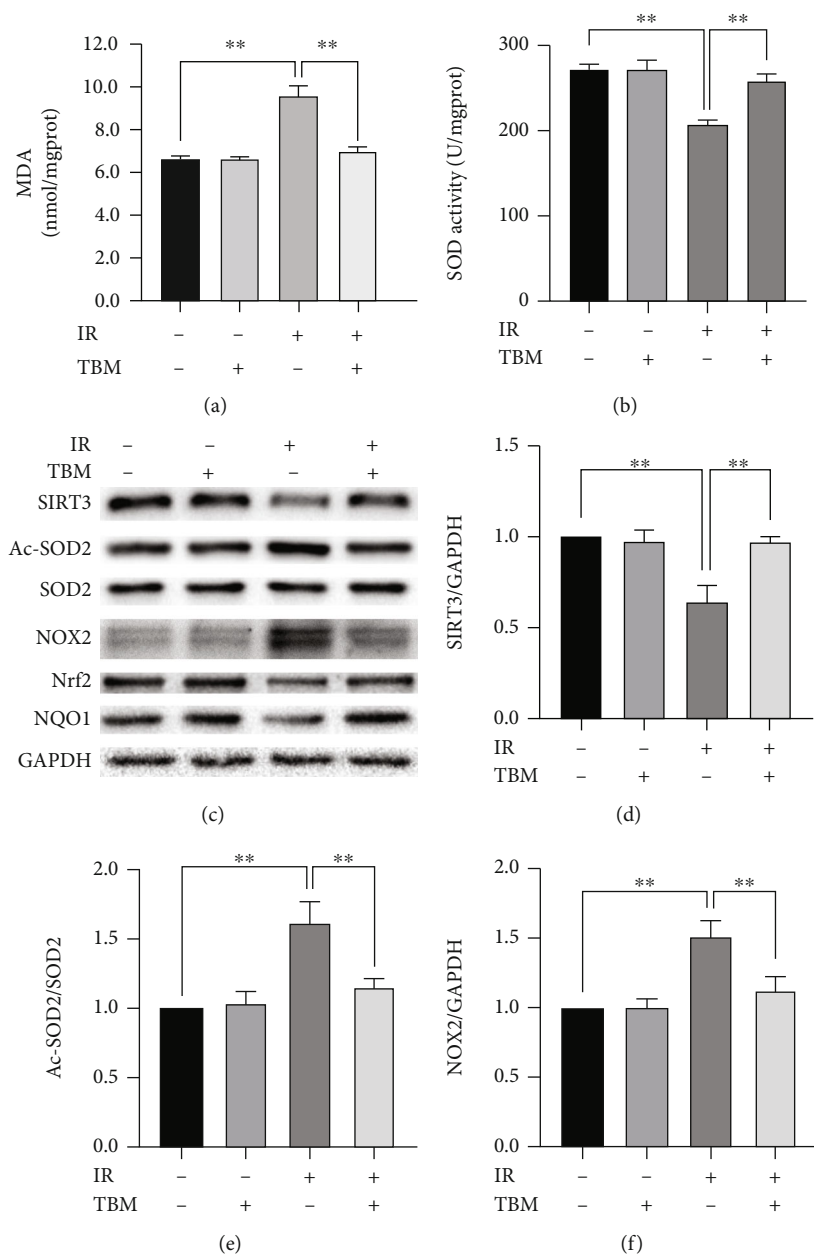 MDA
(nmol/mgprot)
12.0
10.0
8.0
6.0
4.0
2.0
0.0
** **
IR – – + +
TBM – + – +
(a)
SOD activity (U/mgprot)
300
200
100
0
** **
IR – – + +
TBM – + – +
(b)
IR – – + +
TBM – + – +
SIRT3
Ac-SOD2
SOD2
NOX2
Nrf2
NQO1
GAPDH
(c)
SIRT3/GAPDH
1.5
1.0
0.5
0.0
** **
IR – – + +
TBM – + – +
(d)
Ac-SOD2/SOD2
2.0
1.5
1.0
0.5
0.0
** **
IR – – + +
TBM – + – +
(e)
NOX2/GAPDH
2.0
1.5
1.0
0.5
0.0
** **
IR – – + +
TBM – + – +
(f)